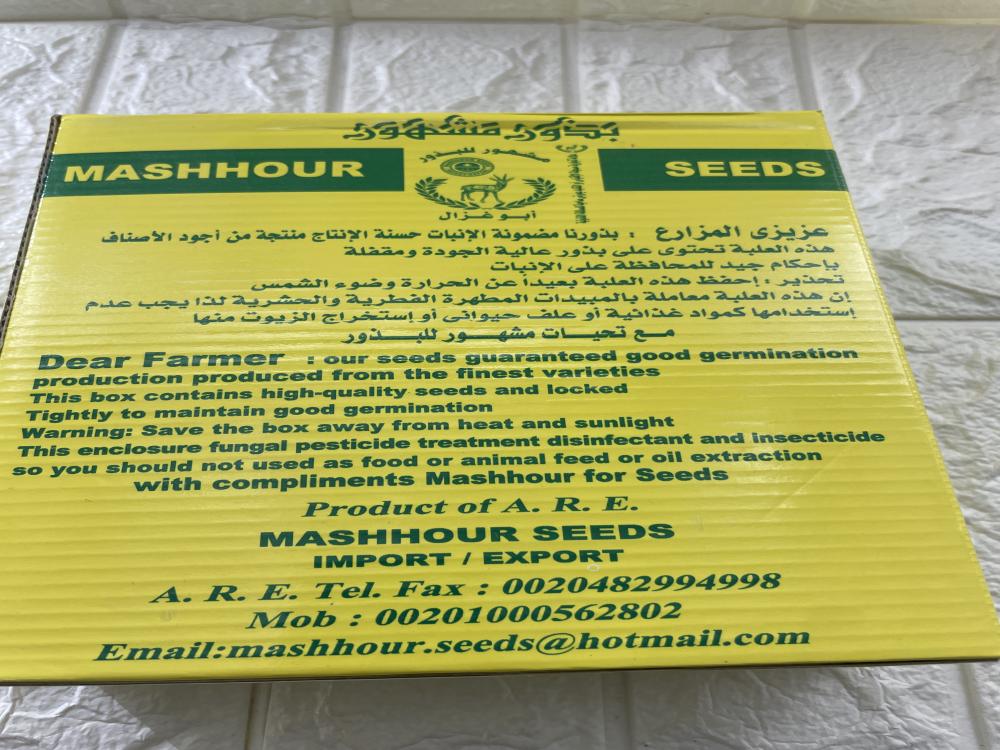 بذور مشهور
MASHHOUR
SEEDS
مشهور للبذور
أبو غزال
عزيزى المزارع : بذورنا مضمونة الإنبات حسنة الإنتاج منتجة من أجود الأصناف
هذه العلبة تحتوى على بذور عالية الجودة ومقفلة
بإحكام جيد للمحافظة على الإنبات
تحذير : إحفظ هذه العلبة بعيداً عن الحرارة وضوء الشمس
إن هذه العلبة معاملة بالمبيدات المطهرة الفطرية والحشرية لذا يجب عدم
إستخدامها كمواد غذائية أو علف حيوانى أو إستخراج الزيوت منها
مع تحيات مشهور للبذور
Dear Farmer : our seeds guaranteed good germination
production produced from the finest varieties
This box contains high-quality seeds and locked
Tightly to maintain good germination
Warning: Save the box away from heat and sunlight
This enclosure fungal pesticide treatment disinfectant and insecticide
so you should not used as food or animal feed or oil extraction
with compliments Mashhour for Seeds
Product of A. R. E.
MASHHOUR SEEDS
IMPORT / EXPORT
A. R. E. Tel. Fax : 0020482994998
Mob : 00201000562802
Email:mashhour.seeds@hotmail.com